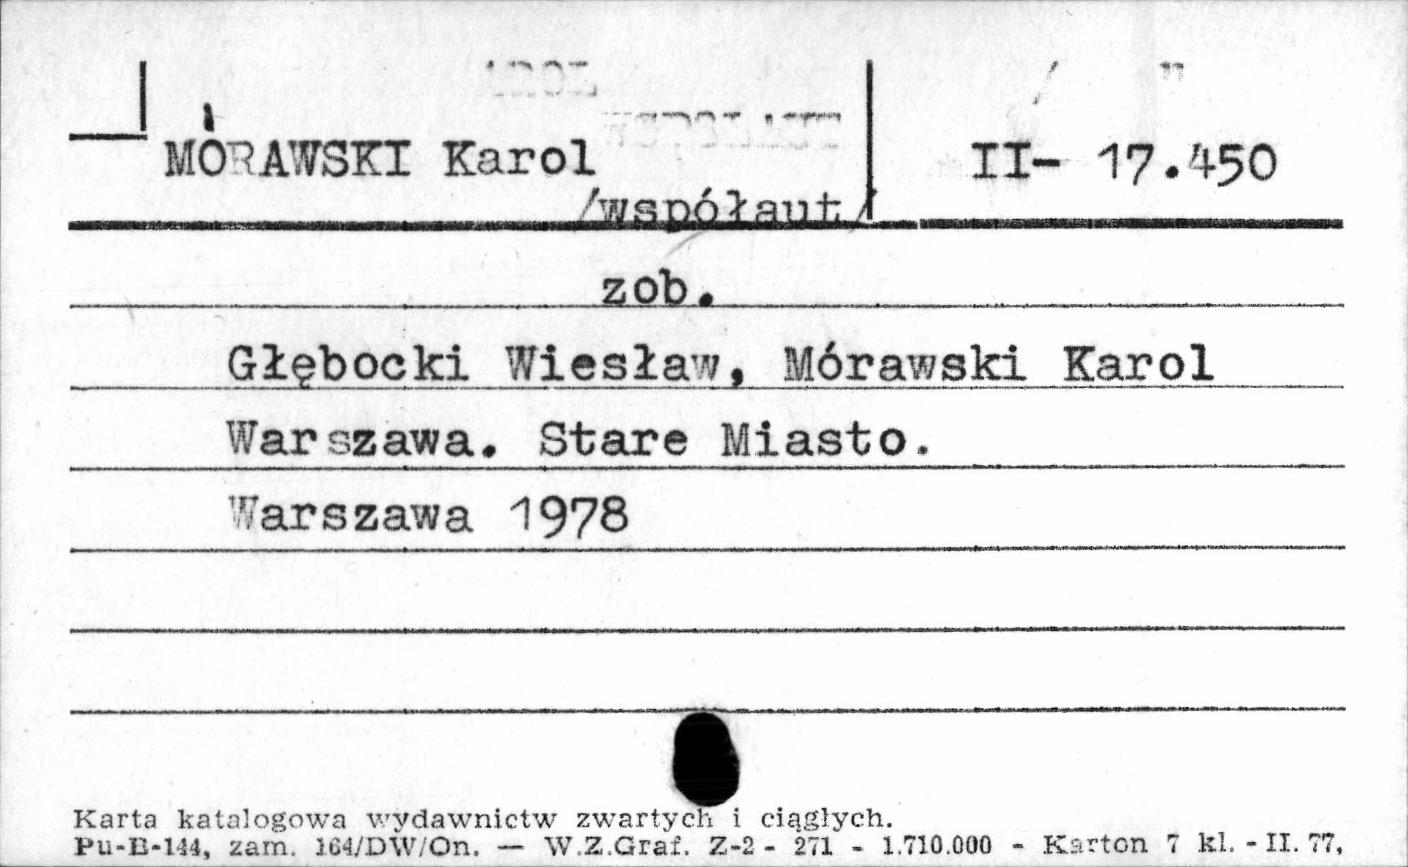 MÓRAWSKI Karol II- 17.450
/współaut./
zob.
Głębocki Wiesław, Mórawski Karol
Warszawa. Stare Miasto.
Warszawa 1978
Karta katalogowa wydawnictw zwartych i ciągłych.
Pu-B-144, zam. 164/DW/On. — W.Z.Graf. Z-2 - 271 - 1.710.000 - Karton 7 kl. - II. 77,